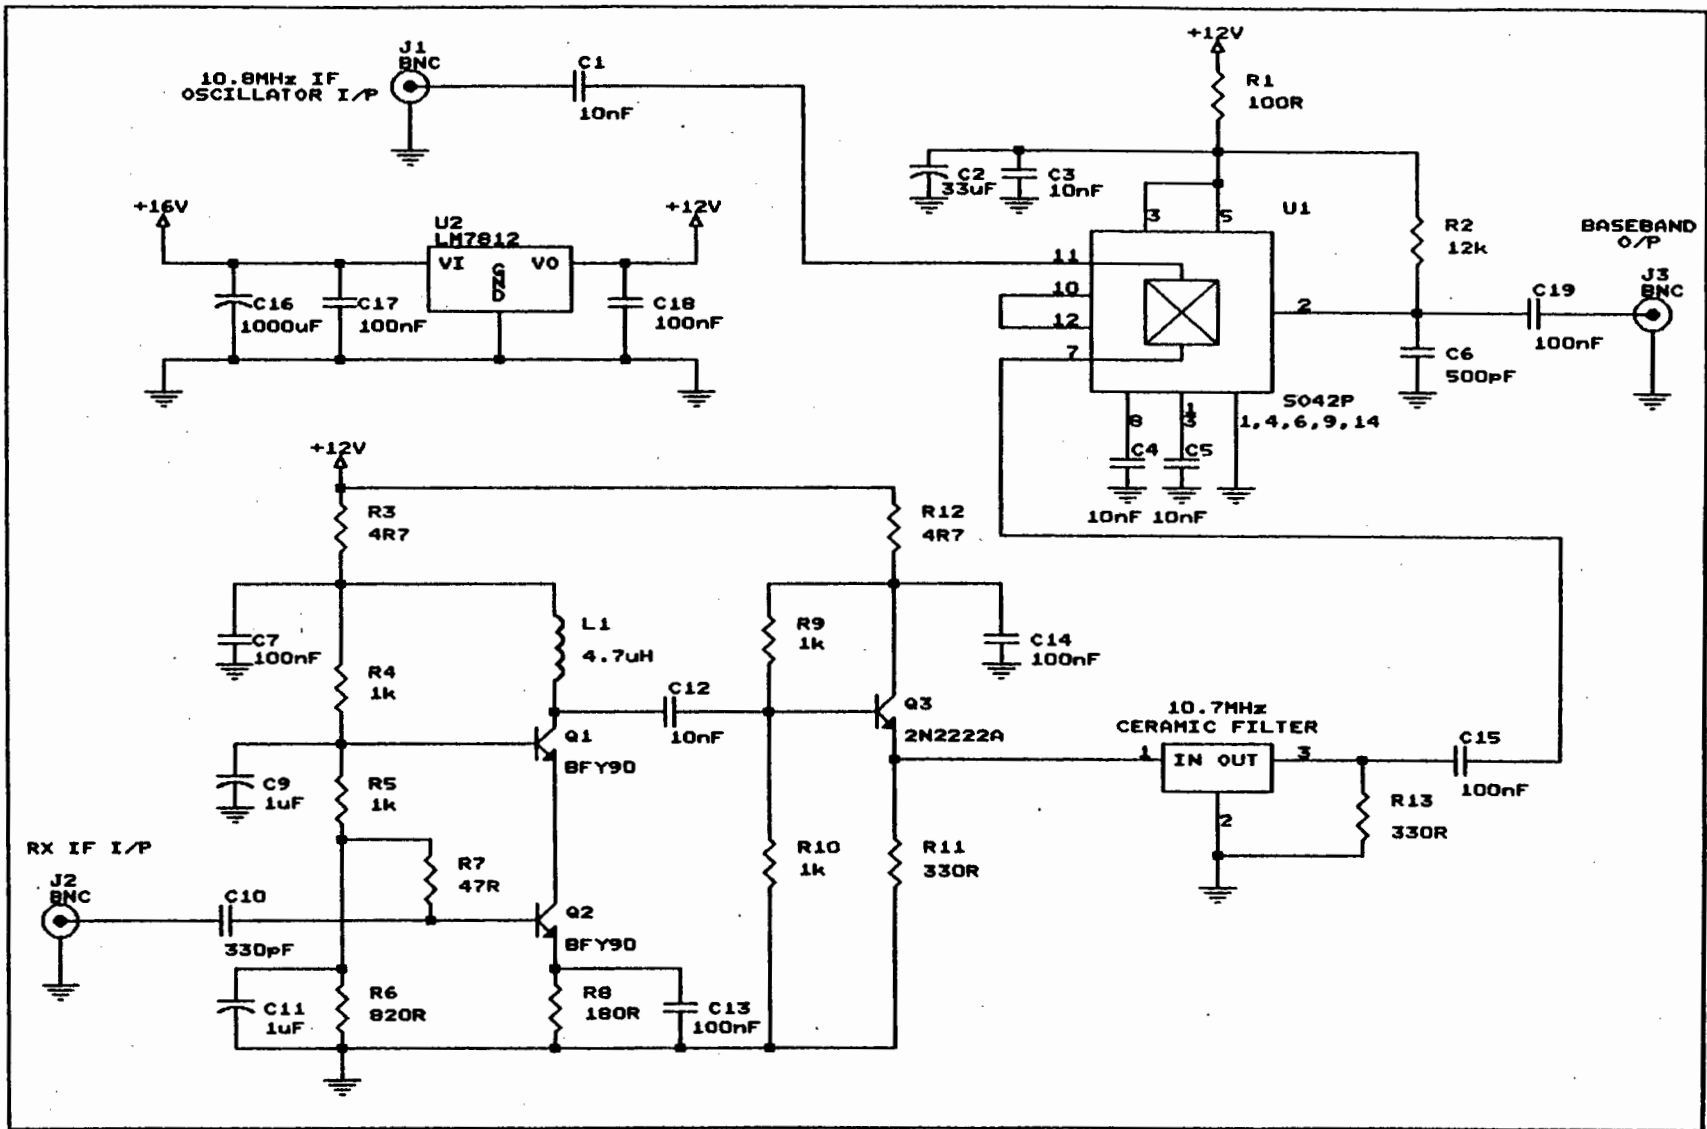 J1
BNC
10.8MHz IF
OSCILLATOR I/P
C1
10nF
+12V
R1
100R
C2
33uF
C3
10nF
3
5
U1
R2
12k
BASEBAND
O/P
J3
BNC
+16V
U2
LM7812
VI
GND
VO
+12V
C16
1000uF
C17
100nF
C18
100nF
11
10
12
7
2
C19
100nF
C6
500pF
SO42P
1,4,6,9,14
8
13
C4
C5
10nF
10nF
+12V
R3
4R7
R12
4R7
C7
100nF
L1
4.7uH
R9
1k
C14
100nF
R4
1k
C12
10nF
Q3
2N2222A
10.7MHz
CERAMIC FILTER
Q1
BFY90
C9
1uF
R5
1k
1
IN OUT
3
2
C15
100nF
R13
330R
RX IF I/P
J2
BNC
R7
47R
R10
1k
R11
330R
C10
330pF
Q2
BFY90
C11
1uF
R6
820R
R8
180R
C13
100nF